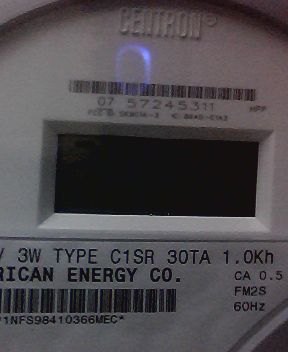 CENTRON®
07 57245311
3W TYPE C1SR 30TA 1.0Kh
RICAN ENERGY CO.
CA 0.5
FM2S
60Hz
1NFS98410366MEC*